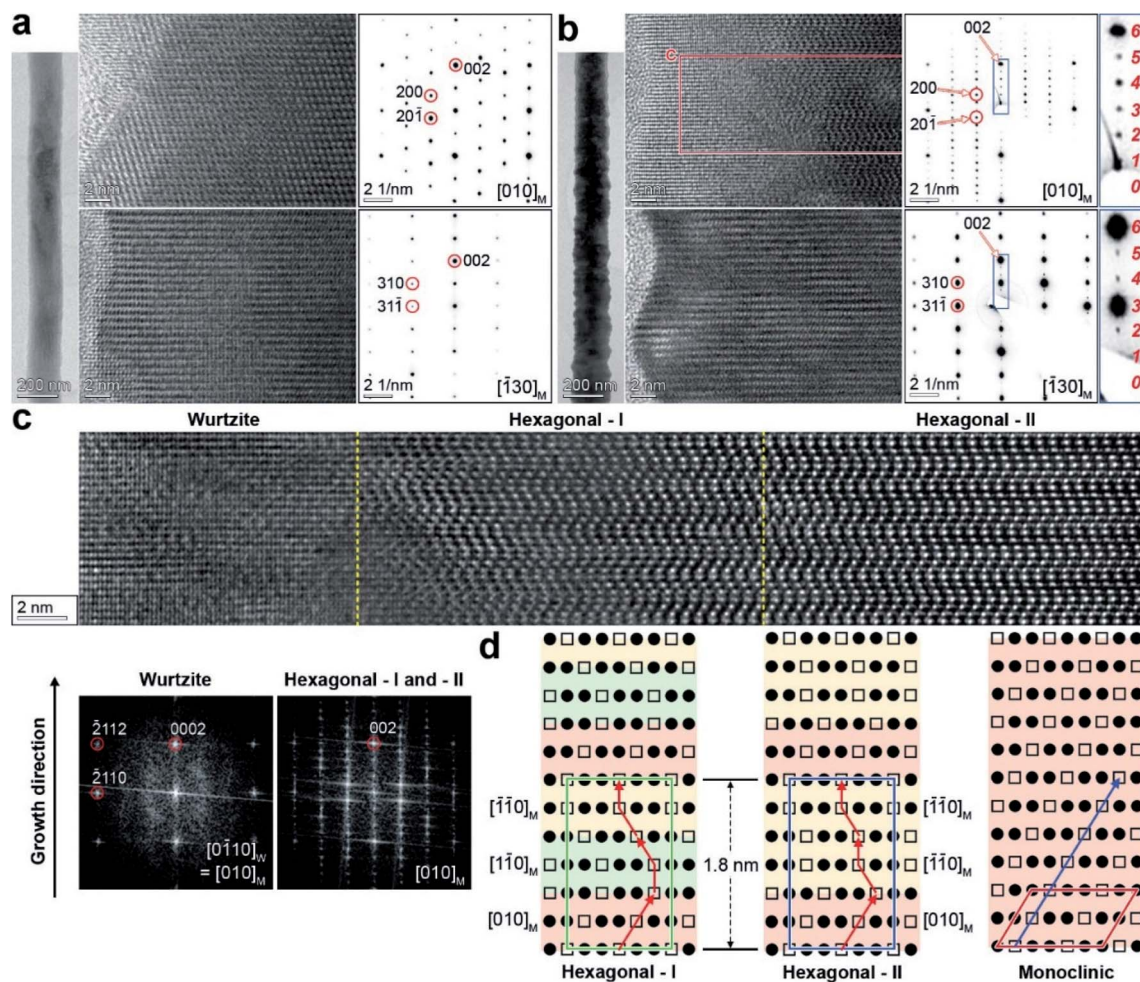 a
b
002
200
201̄
2 nm
2 1/nm
[010]M
200 nm
310
311̄
002
2 nm
2 1/nm
[1̄30]M
c
002
200
201̄
2 nm
2 1/nm
[010]M
6
5
4
3
2
1
0
200 nm
002
310
311̄
2 nm
2 1/nm
[1̄30]M
6
5
4
3
2
1
0
c
Wurtzite
Hexagonal - I
Hexagonal - II
2 nm
Growth direction
Wurtzite
2̄112
0002
2̄110
[01̄10]W
= [010]M
Hexagonal - I and - II
002
[010]M
d
[1̄1̄0]M
[11̄0]M
[010]M
Hexagonal - I
1.8 nm
[1̄1̄0]M
[1̄1̄0]M
[010]M
Hexagonal - II
Monoclinic